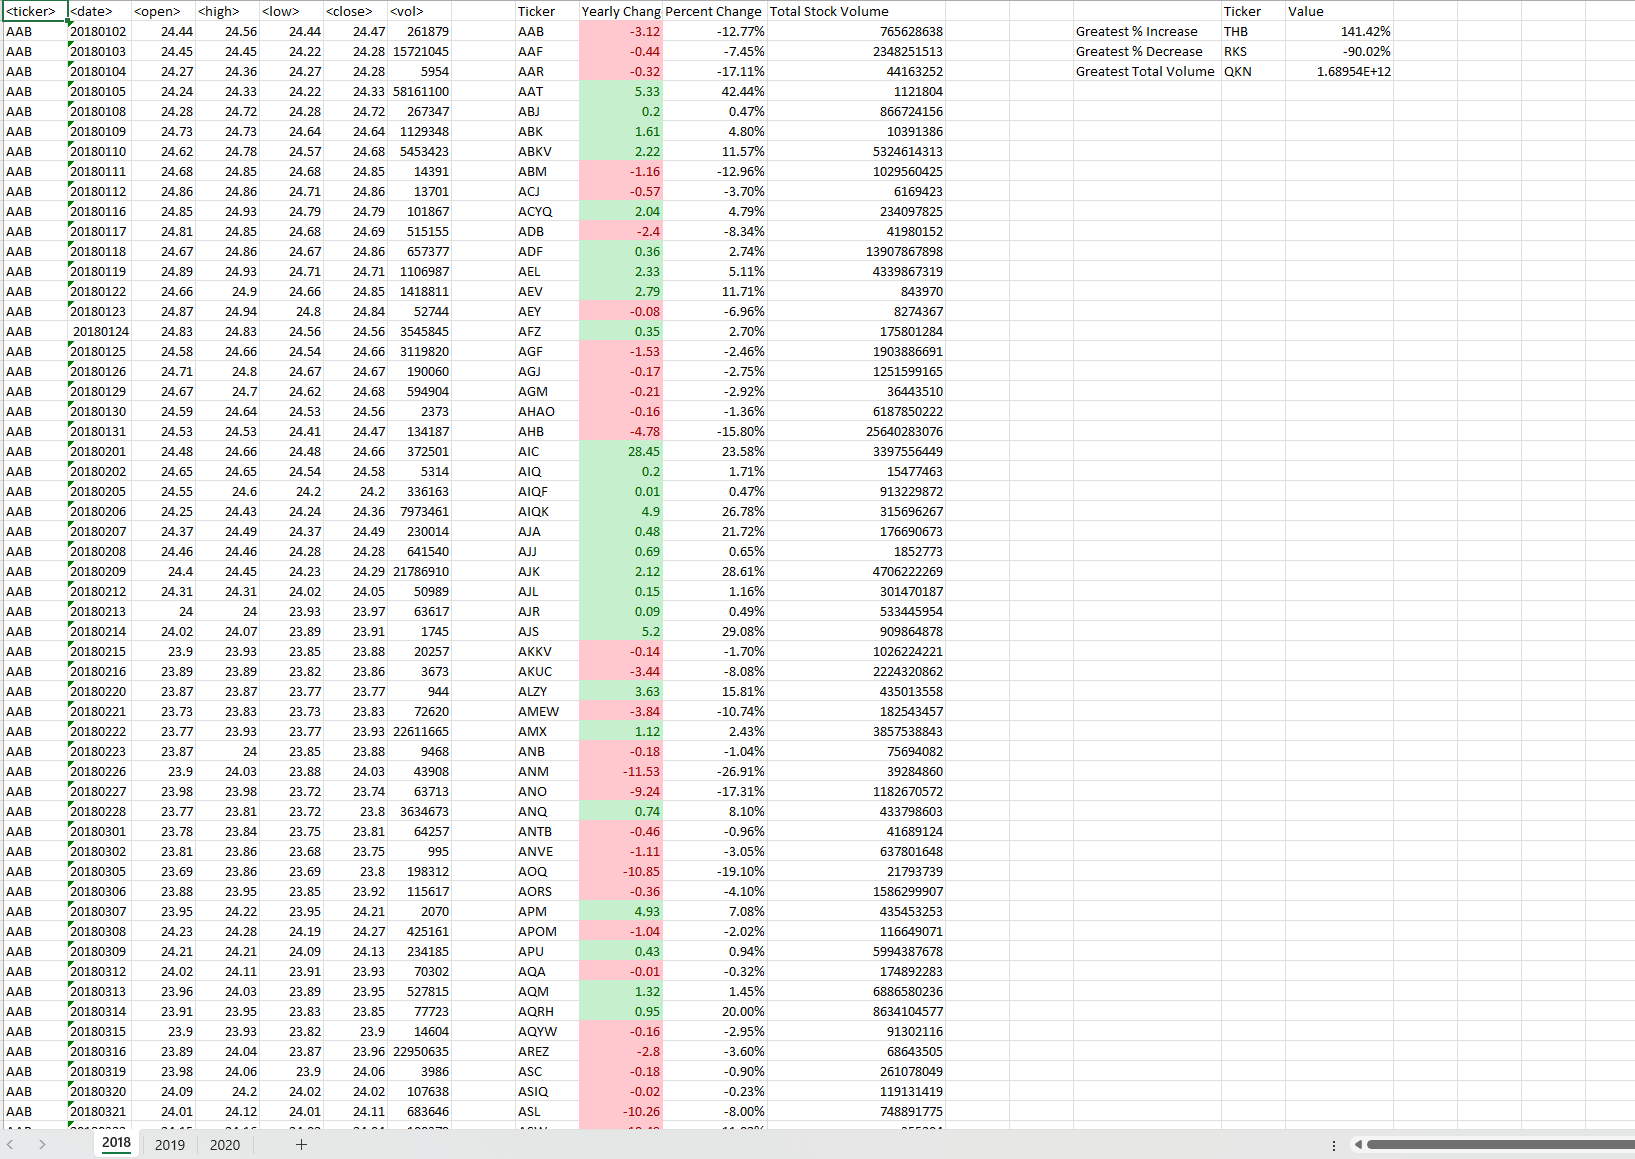 <ticker> <date> <open> <high> <low> <close> <vol> Ticker Yearly Chang Percent Change Total Stock Volume Ticker Value
AAB 20180102 24.44 24.56 24.44 24.47 261879 AAB -3.12 -12.77% 765628638 Greatest % Increase THB 141.42%
AAB 20180103 24.45 24.45 24.22 24.28 15721045 AAF -0.44 -7.45% 2348251513 Greatest % Decrease RKS -90.02%
AAB 20180104 24.27 24.36 24.27 24.28 5954 AAR -0.32 -17.11% 44163252 Greatest Total Volume QKN 1.68954E+12
AAB 20180105 24.24 24.33 24.22 24.33 58161100 AAT 5.33 42.44% 1121804
AAB 20180108 24.28 24.72 24.28 24.72 267347 ABJ 0.2 0.47% 866724156
AAB 20180109 24.73 24.73 24.64 24.64 1129348 ABK 1.61 4.80% 10391386
AAB 20180110 24.62 24.78 24.57 24.68 5453423 ABKV 2.22 11.57% 5324614313
AAB 20180111 24.68 24.85 24.68 24.85 14391 ABM -1.16 -12.96% 1029560425
AAB 20180112 24.86 24.86 24.71 24.86 13701 ACJ -0.57 -3.70% 6169423
AAB 20180116 24.85 24.93 24.79 24.79 101867 ACYQ 2.04 4.79% 234097825
AAB 20180117 24.81 24.85 24.68 24.69 515155 ADB -2.4 -8.34% 41980152
AAB 20180118 24.67 24.86 24.67 24.86 657377 ADF 0.36 2.74% 13907867898
AAB 20180119 24.89 24.93 24.71 24.71 1106987 AEL 2.33 5.11% 4339867319
AAB 20180122 24.66 24.9 24.66 24.85 1418811 AEV 2.79 11.71% 843970
AAB 20180123 24.87 24.94 24.8 24.84 52744 AEY -0.08 -6.96% 8274367
AAB 20180124 24.83 24.83 24.56 24.56 3545845 AFZ 0.35 2.70% 175801284
AAB 20180125 24.58 24.66 24.54 24.66 3119820 AGF -1.53 -2.46% 1903886691
AAB 20180126 24.71 24.8 24.67 24.67 190060 AGJ -0.17 -2.75% 1251599165
AAB 20180129 24.67 24.7 24.62 24.68 594904 AGM -0.21 -2.92% 36443510
AAB 20180130 24.59 24.64 24.53 24.56 2373 AHAO -0.16 -1.36% 6187850222
AAB 20180131 24.53 24.53 24.41 24.47 134187 AHB -4.78 -15.80% 25640283076
AAB 20180201 24.48 24.66 24.48 24.66 372501 AIC 28.45 23.58% 3397556449
AAB 20180202 24.65 24.65 24.54 24.58 5314 AIQ 0.2 1.71% 15477463
AAB 20180205 24.55 24.6 24.2 24.2 336163 AIQF 0.01 0.47% 913229872
AAB 20180206 24.25 24.43 24.24 24.36 7973461 AIQK 4.9 26.78% 315696267
AAB 20180207 24.37 24.49 24.37 24.49 230014 AJA 0.48 21.72% 176690673
AAB 20180208 24.46 24.46 24.28 24.28 641540 AJJ 0.69 0.65% 1852773
AAB 20180209 24.4 24.45 24.23 24.29 21786910 AJK 2.12 28.61% 4706222269
AAB 20180212 24.31 24.31 24.02 24.05 50989 AJL 0.15 1.16% 301470187
AAB 20180213 24 24 23.93 23.97 63617 AJR 0.09 0.49% 533445954
AAB 20180214 24.02 24.07 23.89 23.91 1745 AJS 5.2 29.08% 909864878
AAB 20180215 23.9 23.93 23.85 23.88 20257 AKKV -0.14 -1.70% 1026224221
AAB 20180216 23.89 23.89 23.82 23.86 3673 AKUC -3.44 -8.08% 2224320862
AAB 20180220 23.87 23.87 23.77 23.77 944 ALZY 3.63 15.81% 435013558
AAB 20180221 23.73 23.83 23.73 23.83 72620 AMEW -3.84 -10.74% 182543457
AAB 20180222 23.77 23.93 23.77 23.93 22611665 AMX 1.12 2.43% 3857538843
AAB 20180223 23.87 24 23.85 23.88 9468 ANB -0.18 -1.04% 75694082
AAB 20180226 23.9 24.03 23.88 24.03 43908 ANM -11.53 -26.91% 39284860
AAB 20180227 23.98 23.98 23.72 23.74 63713 ANO -9.24 -17.31% 1182670572
AAB 20180228 23.77 23.81 23.72 23.8 3634673 ANQ 0.74 8.10% 433798603
AAB 20180301 23.78 23.84 23.75 23.81 64257 ANTB -0.46 -0.96% 41689124
AAB 20180302 23.81 23.86 23.68 23.75 995 ANVE -1.11 -3.05% 637801648
AAB 20180305 23.69 23.86 23.69 23.8 198312 AOQ -10.85 -19.10% 21793739
AAB 20180306 23.88 23.95 23.85 23.92 115617 AORS -0.36 -4.10% 1586299907
AAB 20180307 23.95 24.22 23.95 24.21 2070 APM 4.93 7.08% 435453253
AAB 20180308 24.23 24.28 24.19 24.27 425161 APOM -1.04 -2.02% 116649071
AAB 20180309 24.21 24.21 24.09 24.13 234185 APU 0.43 0.94% 5994387678
AAB 20180312 24.02 24.11 23.91 23.93 70302 AQA -0.01 -0.32% 174892283
AAB 20180313 23.96 24.03 23.89 23.95 527815 AQM 1.32 1.45% 6886580236
AAB 20180314 23.91 23.95 23.83 23.85 77723 AQRH 0.95 20.00% 8634104577
AAB 20180315 23.9 23.93 23.82 23.9 14604 AQYW -0.16 -2.95% 91302116
AAB 20180316 23.89 24.04 23.87 23.96 22950635 AREZ -2.8 -3.60% 68643505
AAB 20180319 23.98 24.06 23.9 24.06 3986 ASC -0.18 -0.90% 261078049
AAB 20180320 24.09 24.2 24.02 24.02 107638 ASIQ -0.02 -0.23% 119131419
AAB 20180321 24.01 24.12 24.01 24.11 683646 ASL -10.26 -8.00% 748891775
2018 2019 2020